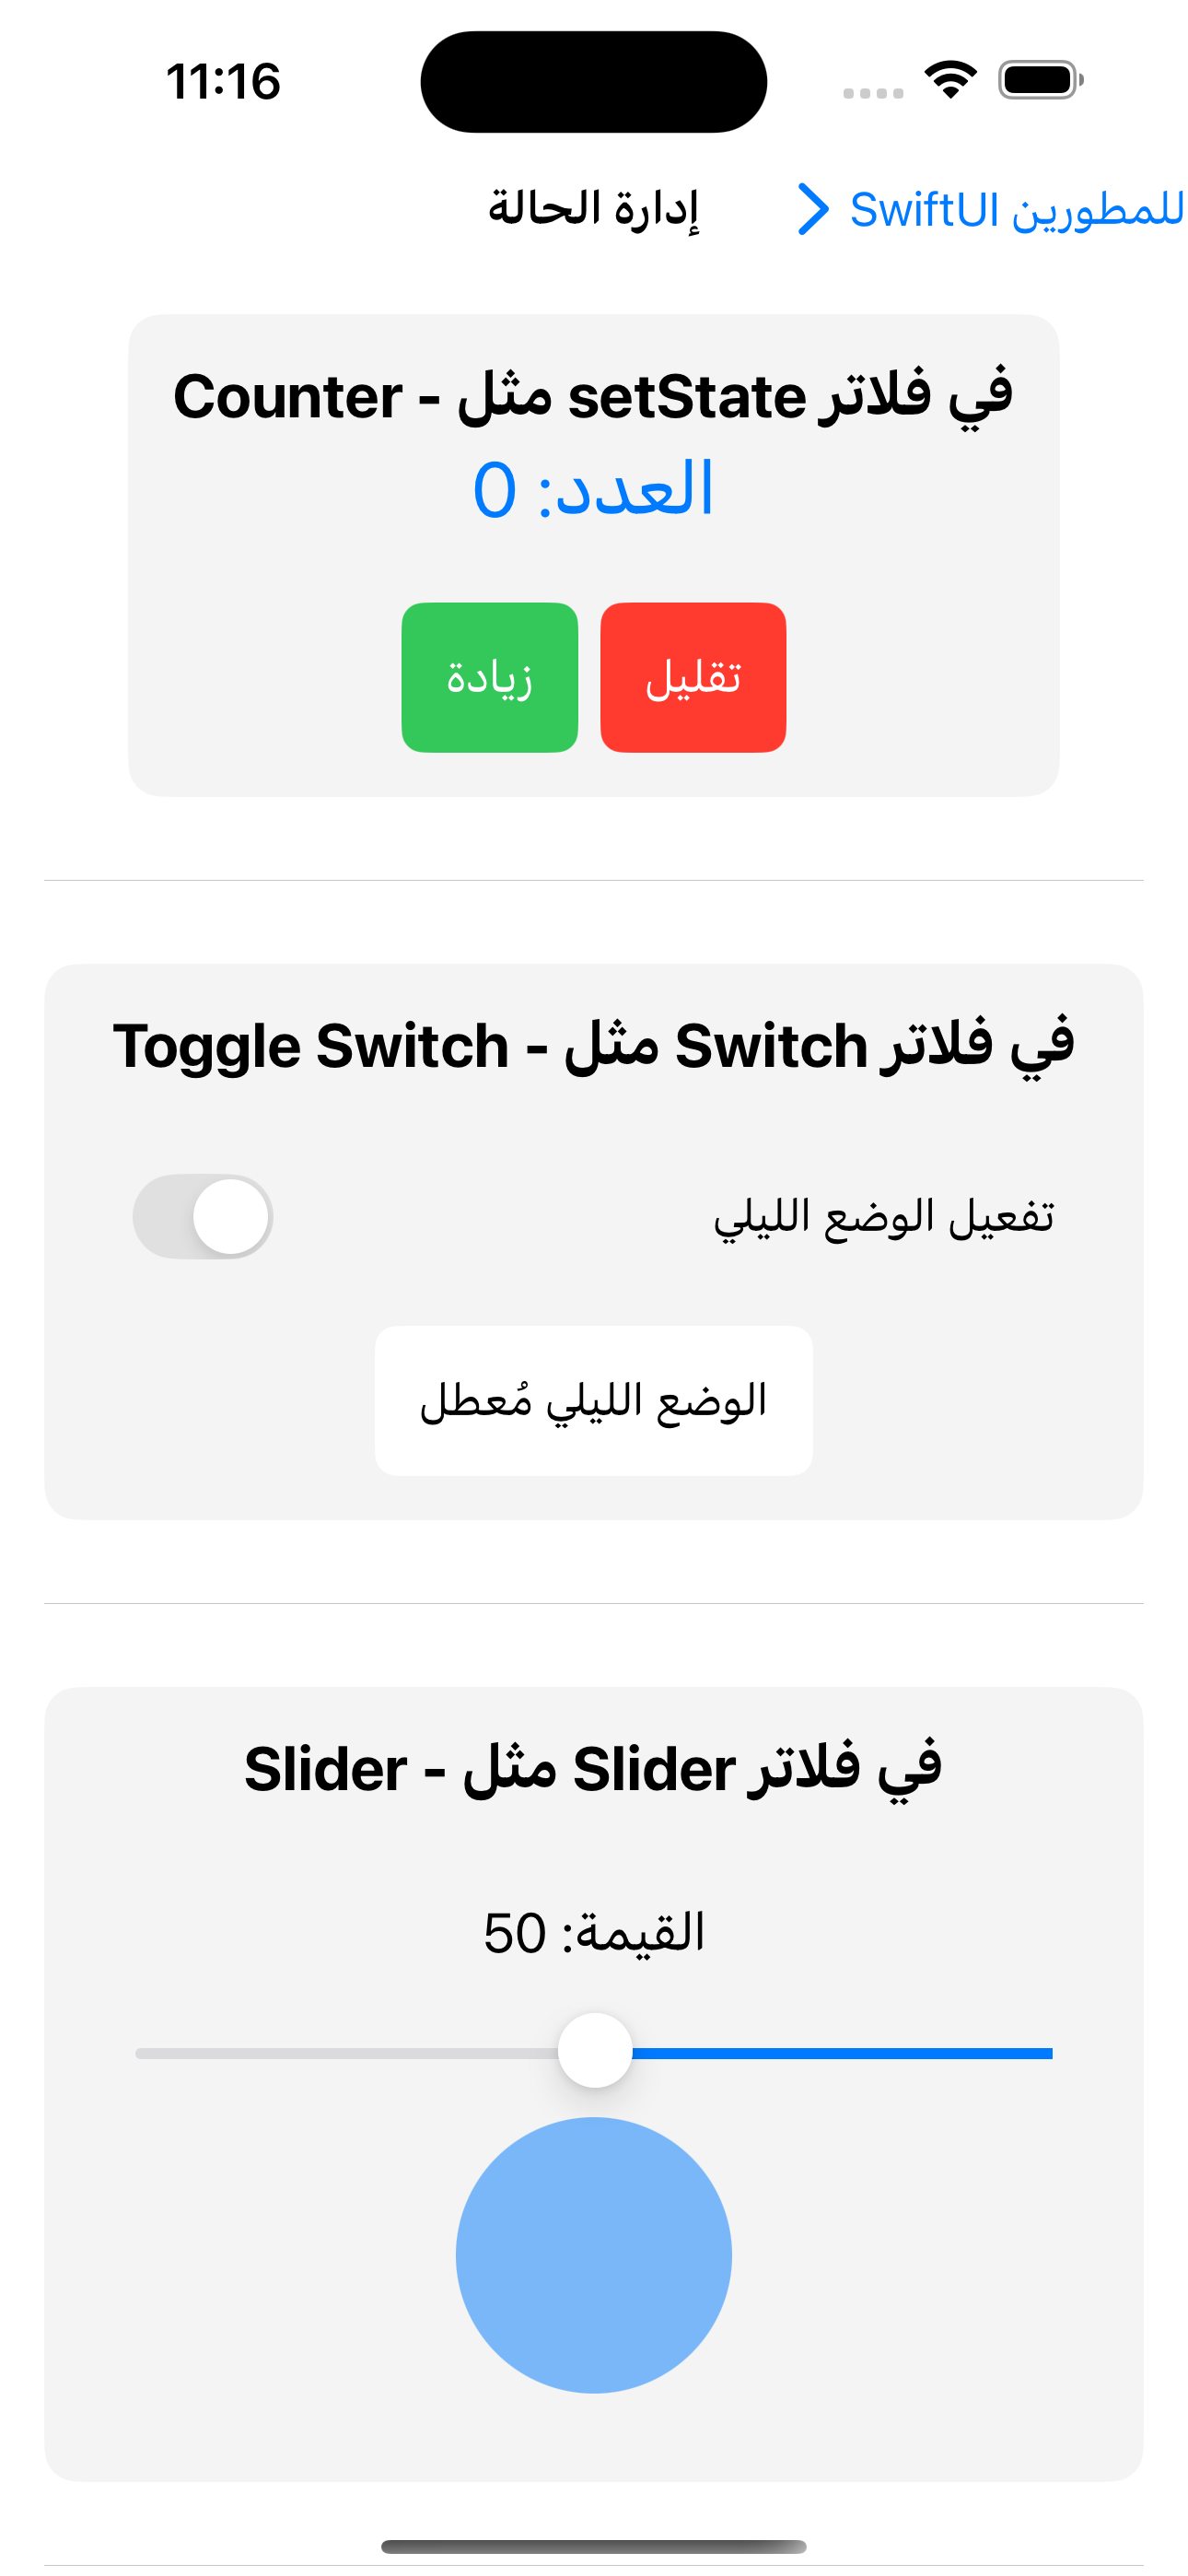 11:16
SwiftUI للمطورين
إدارة الحالة
Counter - مثل setState في فلاتر
العدد: 0
تقليل
زيادة
Toggle Switch - مثل Switch في فلاتر
تفعيل الوضع الليلي
الوضع الليلي مُعطل
Slider - مثل Slider في فلاتر
القيمة: 50